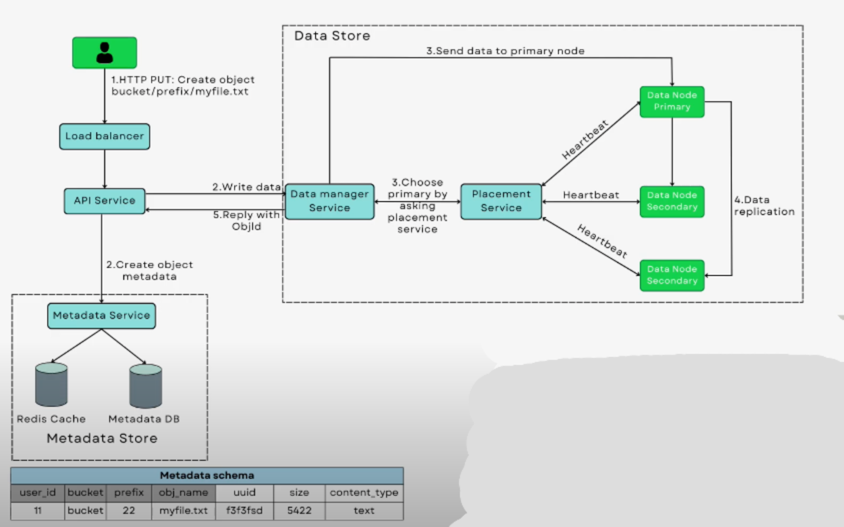 Data Store
3.Send data to primary node
1.HTTP PUT: Create object
bucket/prefix/myfile.txt
Data Node
Primary
Load balancer
Heartbeat
API Service
2.Write data
5.Reply with
ObjId
Data manager
Service
3.Choose
primary by
asking
placement
service
Placement
Service
Heartbeat
Data Node
Secondary
4.Data
replication
Heartbeat
Data Node
Secondary
2.Create object
metadata
Metadata Service
Redis Cache
Metadata DB
Metadata Store
Metadata schema
user_id bucket prefix obj_name uuid size content_type
11 bucket 22 myfile.txt f3f3fsd 5422 text